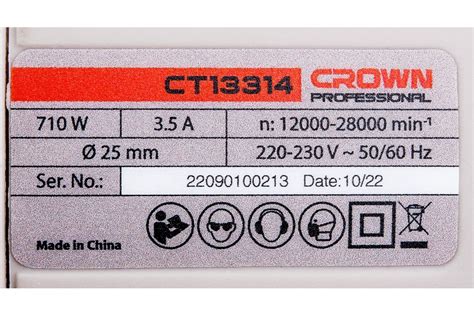 CT13314 CROWN
PROFESSIONAL
710 W 3.5 A n: 12000-28000 min⁻¹
Ø 25 mm 220-230 V ~ 50/60 Hz
Ser. No.: 22090100213 Date:10/22
Made in China